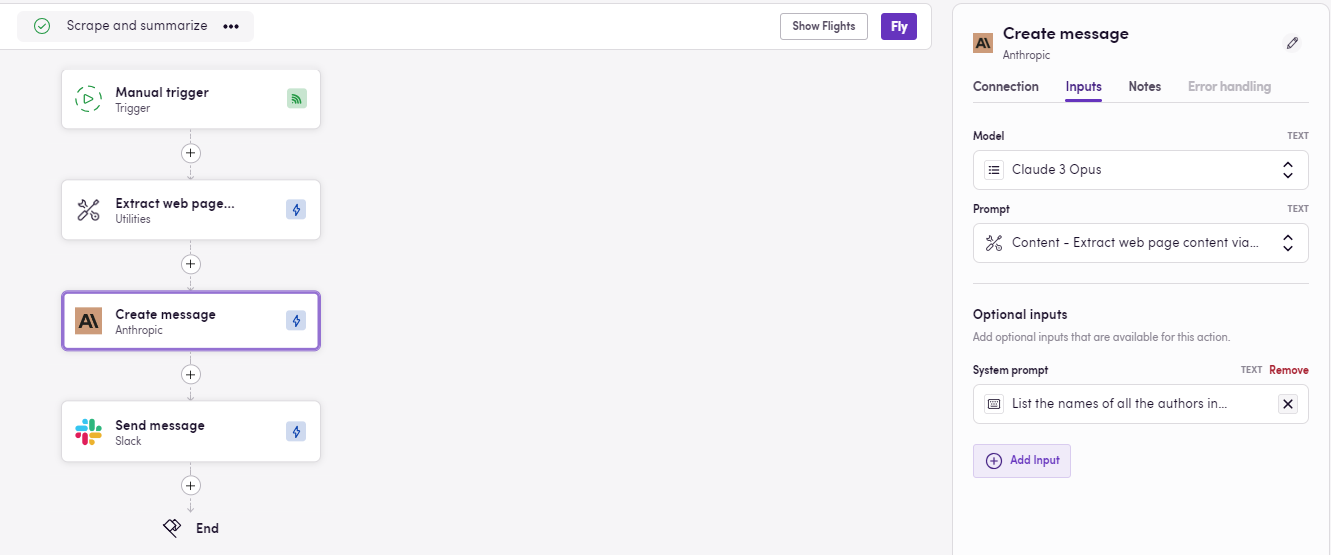 Scrape and summarize
Show Flights
Fly
Manual trigger
Trigger
Extract web page...
Utilities
Create message
Anthropic
Send message
Slack
End
Create message
Anthropic
Connection
Inputs
Notes
Error handling
Model
TEXT
Claude 3 Opus
Prompt
TEXT
Content - Extract web page content via...
Optional inputs
Add optional inputs that are available for this action.
System prompt
TEXT
Remove
List the names of all the authors in...
Add Input